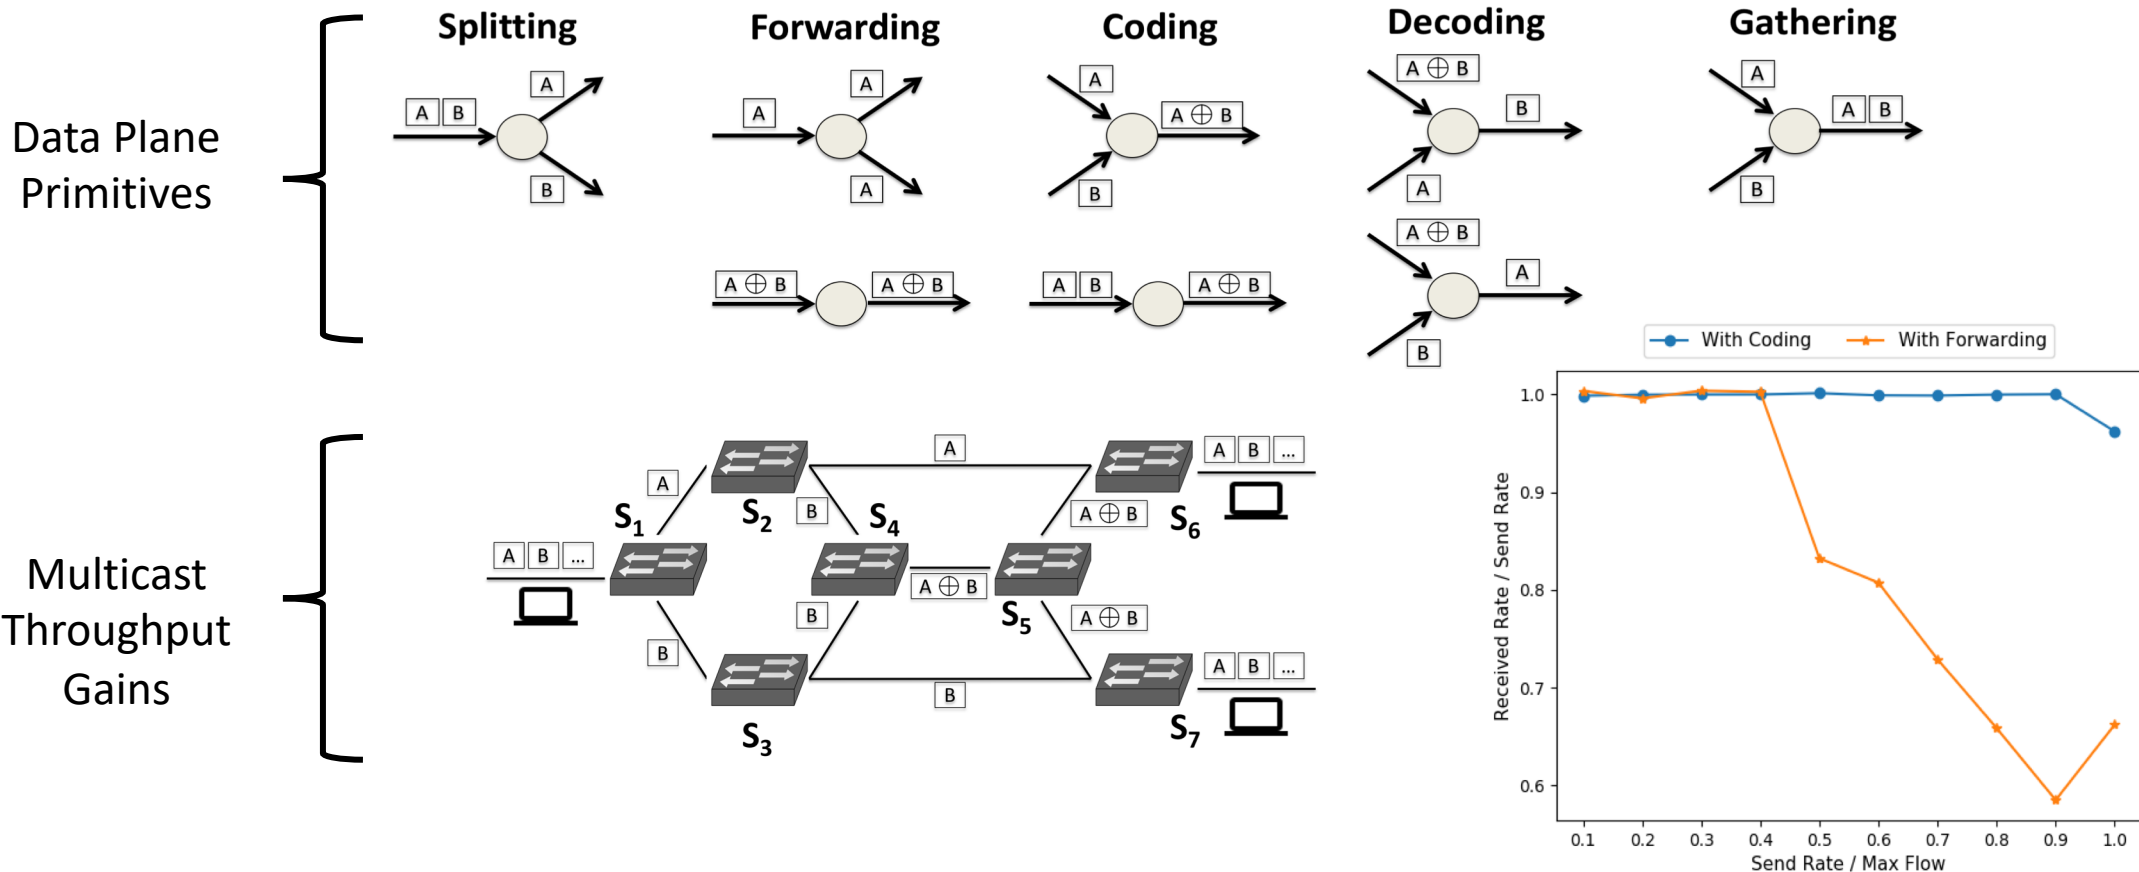 Splitting
Forwarding
Coding
Decoding
Gathering
Data Plane
Primitives
A B
A
B
A
A
A
A
B
A ⊕ B
A ⊕ B
A
B
A
B
A B
A ⊕ B
A ⊕ B
A B
A ⊕ B
A ⊕ B
B
A
With Coding
With Forwarding
Multicast
Throughput
Gains
A B ...
S1
A
B
S2
B
S3
A
B
B
S4
A ⊕ B
S5
A ⊕ B
A ⊕ B
S6
A B ...
S7
A B ...
Received Rate / Send Rate
1.0
0.9
0.8
0.7
0.6
0.1 0.2 0.3 0.4 0.5 0.6 0.7 0.8 0.9 1.0
Send Rate / Max Flow